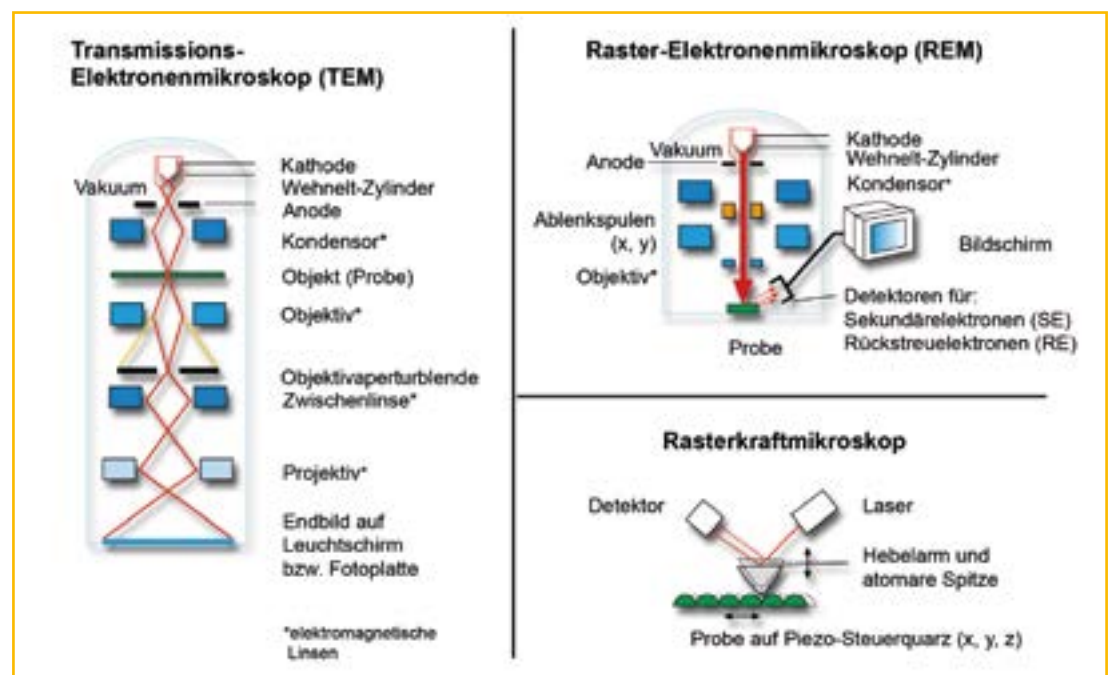 Transmissions-
Elektronenmikroskop (TEM)
Kathode
Wehnelt-Zylinder
Vakuum
Anode
Kondensor*
Objekt (Probe)
Objektiv*
Objektivaperturblende
Zwischenlinse*
Projektiv*
Endbild auf
Leuchtschirm
bzw. Fotoplatte
*elektromagnetische
Linsen
Raster-Elektronenmikroskop (REM)
Kathode
Vakuum
Wehnelt-Zylinder
Anode
Kondensor*
Ablenkspulen
(x, y)
Bildschirm
Objektiv*
Detektoren für:
Sekundärelektronen (SE)
Rückstreuelektronen (RE)
Probe
Rasterkraftmikroskop
Detektor
Laser
Hebelarm und
atomare Spitze
Probe auf Piezo-Steuerquarz (x, y, z)